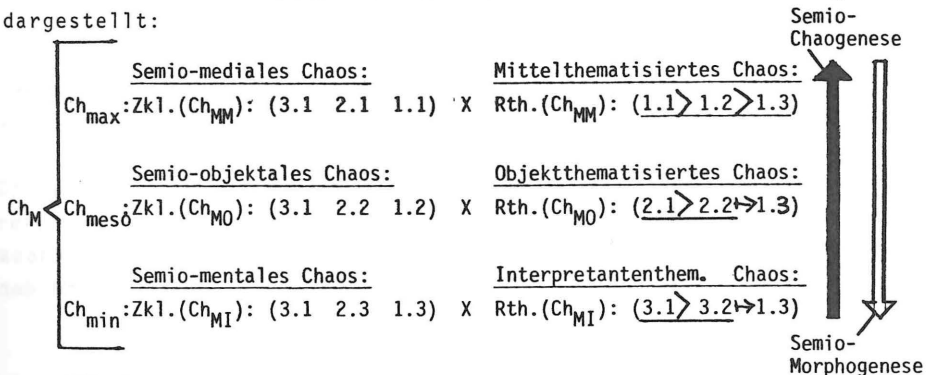 dargestellt:
Semio-
Chaogenese
Semio-mediales Chaos: Mittelthematisiertes Chaos:
Ch_max:Zkl.(Ch_MM): (3.1 2.1 1.1) X Rth.(Ch_MM): (1.1>1.2>1.3)
Semio-objektales Chaos: Objektthematisiertes Chaos:
Ch_M Ch_meso:Zkl.(Ch_MO): (3.1 2.2 1.2) X Rth.(Ch_MO): (2.1>2.2↦1.3)
Semio-mentales Chaos: Interpretantenthem. Chaos:
Ch_min:Zkl.(Ch_MI): (3.1 2.3 1.3) X Rth.(Ch_MI): (3.1>3.2↦1.3)
Semio-
Morphogenese